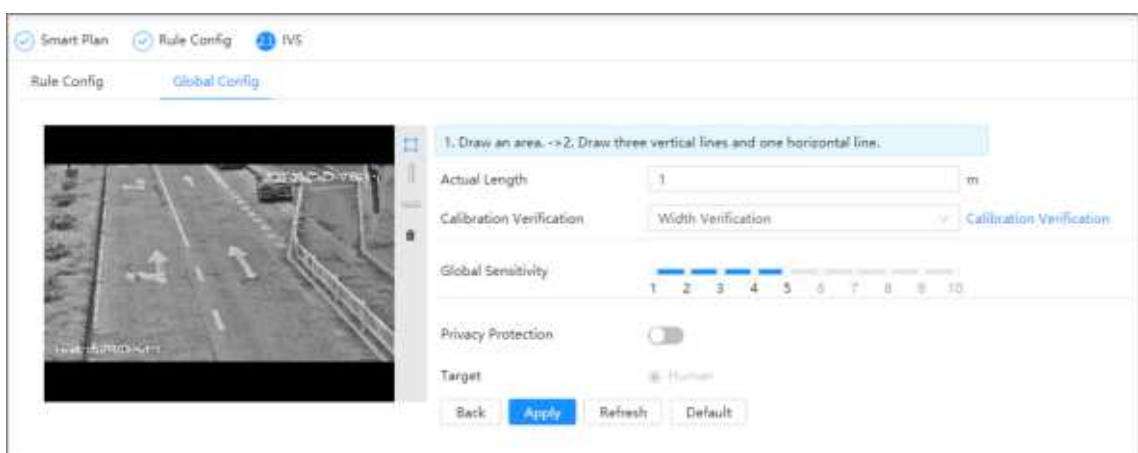 Smart Plan Rule Config 2.1 IVS
Rule Config Global Config
1. Draw an area. ->2. Draw three vertical lines and one horizontal line.
Actual Length 1 m
Calibration Verification Width Verification Calibration Verification
Global Sensitivity
1 2 3 4 5 6 7 8 9 10
Privacy Protection
Target Human
Back Apply Refresh Default